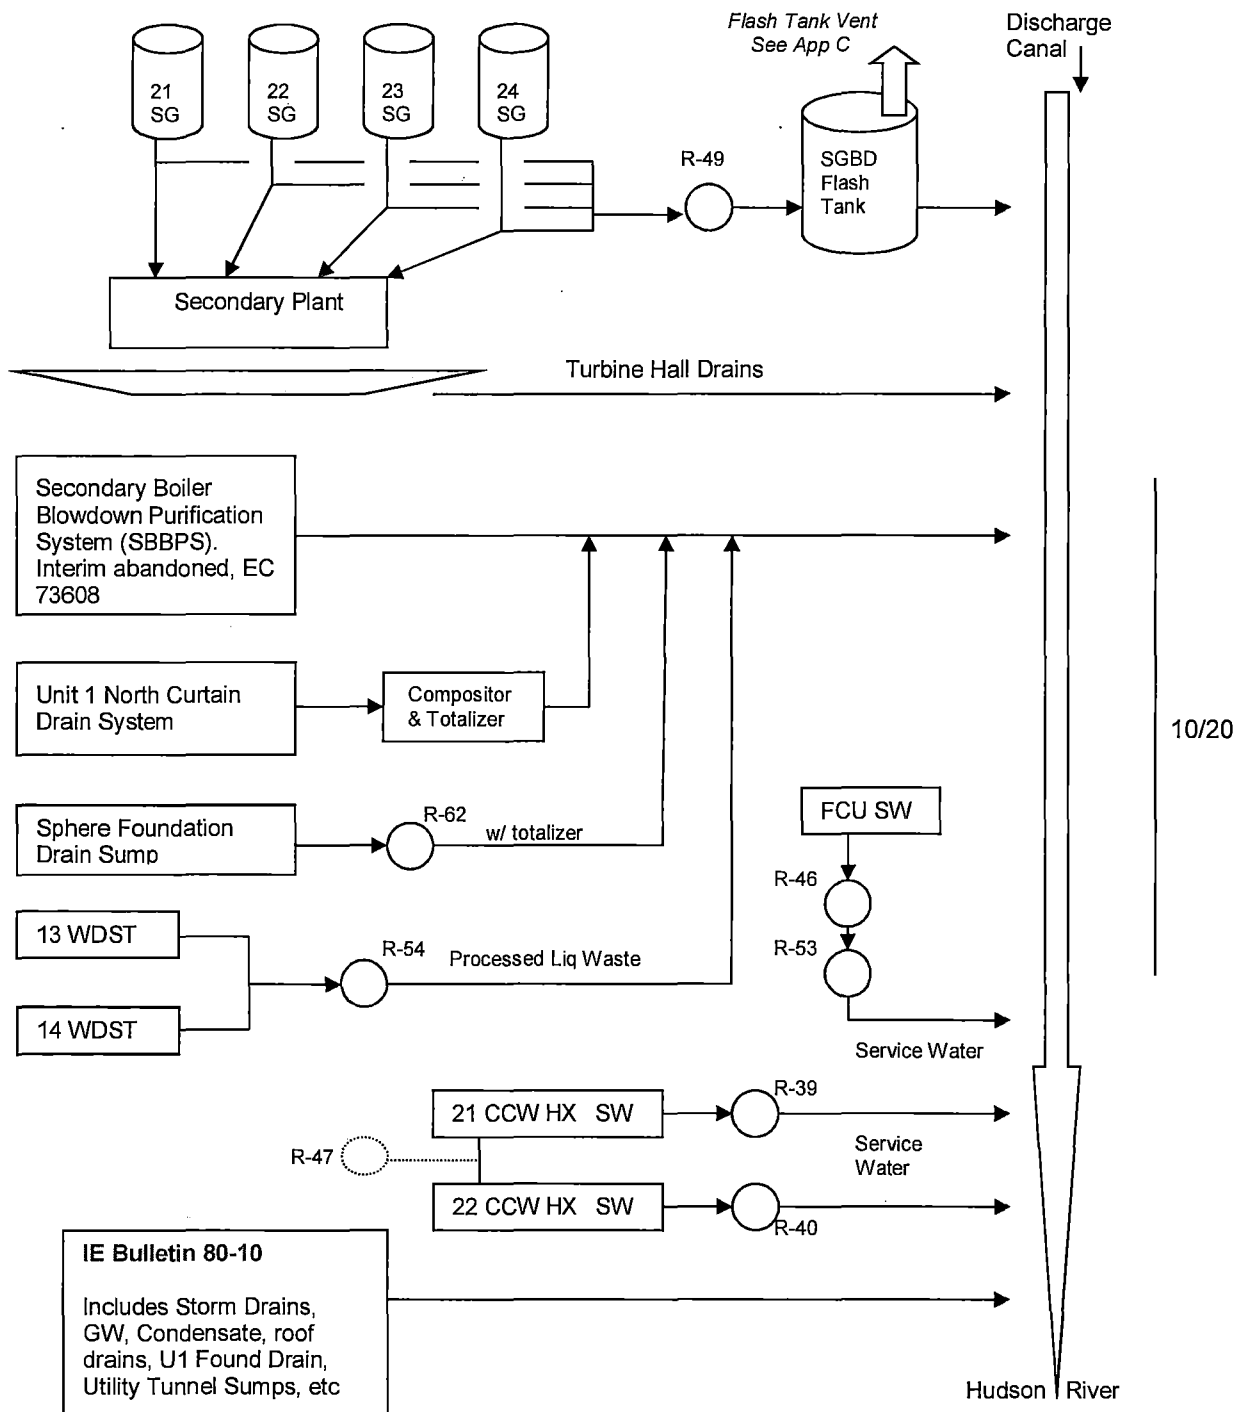 Flash Tank Vent
See App C
Discharge
Canal
21
SG
22
SG
23
SG
24
SG
R-49
SGBD
Flash
Tank
Secondary Plant
Turbine Hall Drains
Secondary Boiler
Blowdown Purification
System (SBBPS).
Interim abandoned, EC
73608
Unit 1 North Curtain
Drain System
Compositor
& Totalizer
10/20
Sphere Foundation
Drain Sump
R-62
w/ totalizer
FCU SW
R-46
R-53
13 WDST
R-54
Processed Liq Waste
14 WDST
Service Water
21 CCW HX SW
R-39
R-47
Service
Water
22 CCW HX SW
R-40
IE Bulletin 80-10
Includes Storm Drains,
GW, Condensate, roof
drains, U1 Found Drain,
Utility Tunnel Sumps, etc
Hudson River